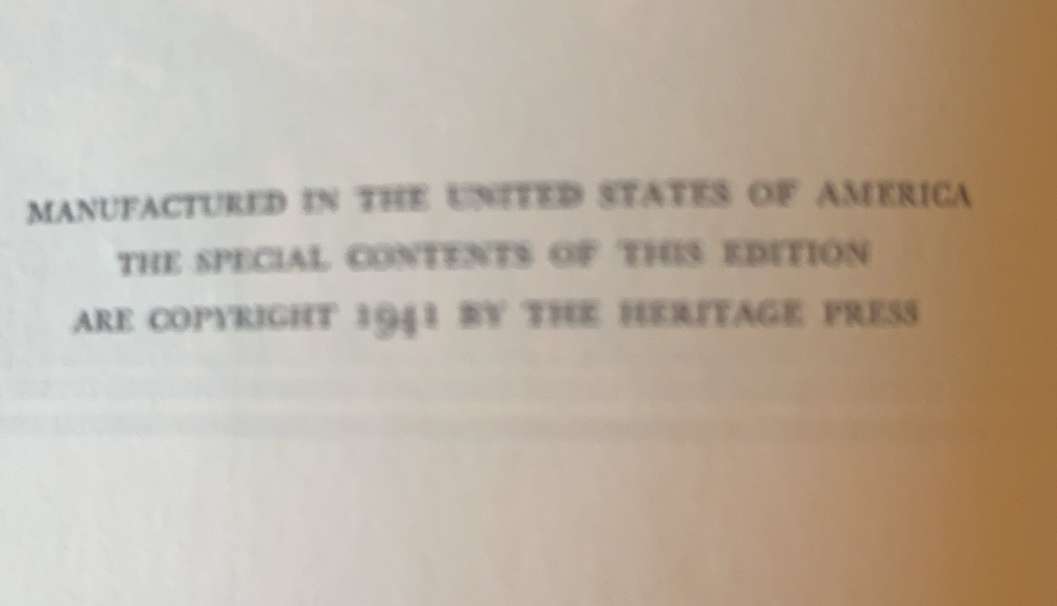 MANUFACTURED IN THE UNITED STATES OF AMERICA
THE SPECIAL CONTENTS OF THIS EDITION
ARE COPYRIGHT 1941 BY THE HERITAGE PRESS